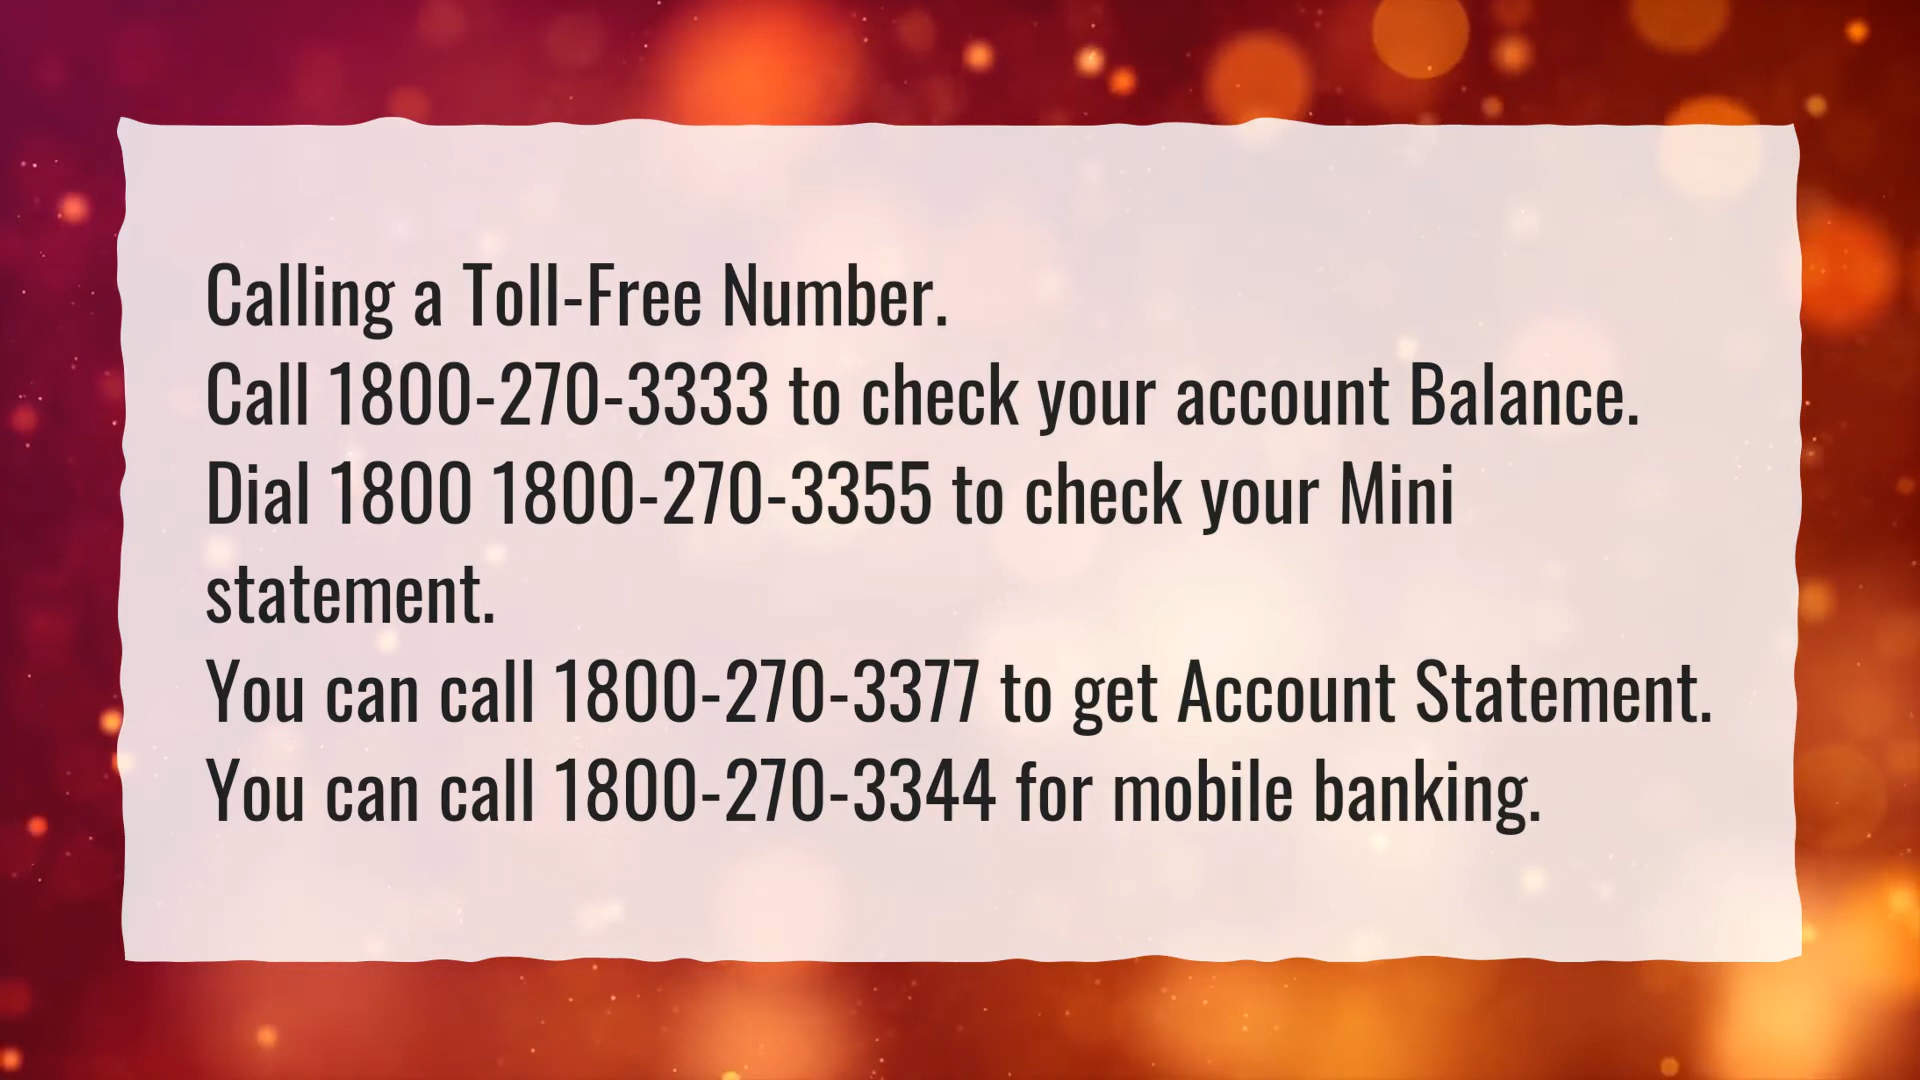 Calling a Toll-Free Number.
Call 1800-270-3333 to check your account Balance.
Dial 1800 1800-270-3355 to check your Mini
statement.
You can call 1800-270-3377 to get Account Statement.
You can call 1800-270-3344 for mobile banking.